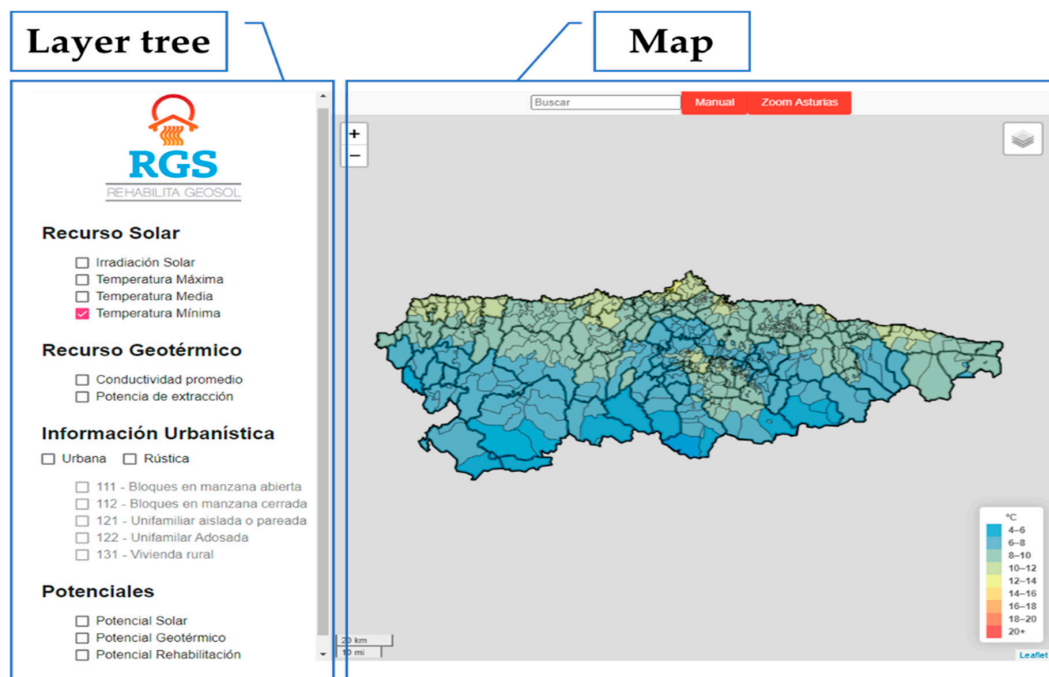 Layer tree
Map
RGS
REHABILITA GEOSOL
Recurso Solar
Irradiación Solar
Temperatura Máxima
Temperatura Media
Temperatura Mínima
Recurso Geotérmico
Conductividad promedio
Potencia de extracción
Información Urbanística
Urbana Rústica
111 - Bloques en manzana abierta
112 - Bloques en manzana cerrada
121 - Unifamiliar aislada o pareada
122 - Unifamilar Adosada
131 - Vivienda rural
Potenciales
Potencial Solar
Potencial Geotérmico
Potencial Rehabilitación
Buscar Manual Zoom Asturias
+
−
°C
4–6
6–8
8–10
10–12
12–14
14–16
16–18
18–20
20+
20 km
10 mi
Leaflet